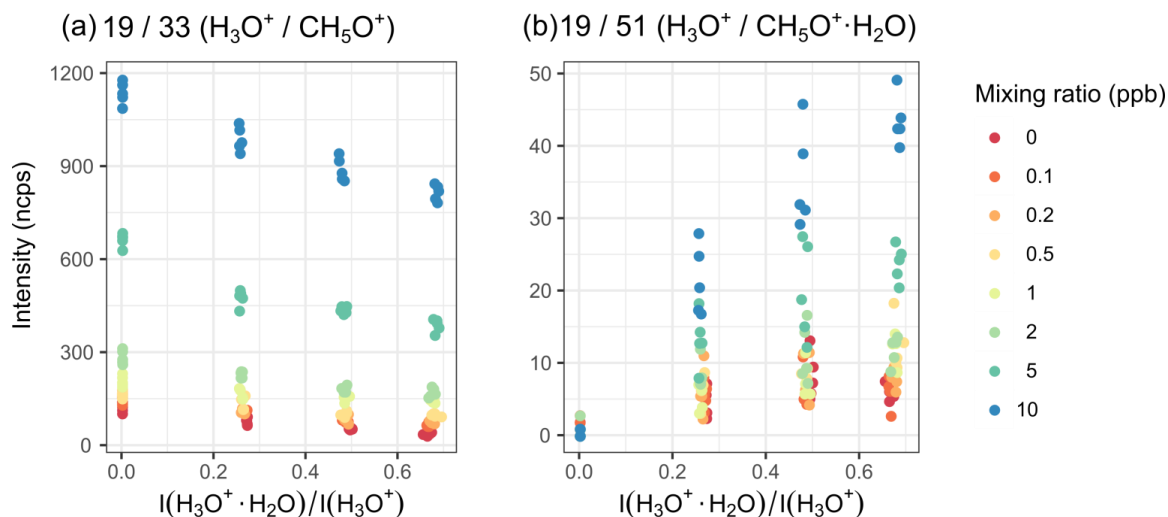 (a) 19 / 33 (H₃O⁺ / CH₅O⁺)
(b) 19 / 51 (H₃O⁺ / CH₅O⁺·H₂O)
Intensity (ncps)
1200
900
600
300
0
0.0 0.2 0.4 0.6
I(H₃O⁺·H₂O)/I(H₃O⁺)
50
40
30
20
10
0
0.0 0.2 0.4 0.6
I(H₃O⁺·H₂O)/I(H₃O⁺)
Mixing ratio (ppb)
0
0.1
0.2
0.5
1
2
5
10